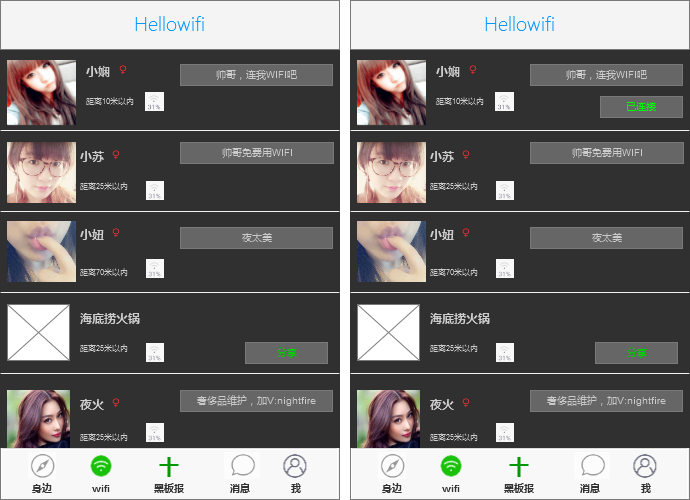 Hellowifi
小娴 ♀
帅哥，连我WIFI吧
距离10米以内
31%
小苏 ♀
帅哥免费用WIFI
距离25米以内
31%
小妞 ♀
夜太美
距离70米以内
31%
海底捞火锅
距离25米以内
31%
分享
夜火 ♀
奢侈品维护，加V:nightfire
距离25米以内
31%
身边
wifi
黑板报
消息
我
Hellowifi
小娴 ♀
帅哥，连我WIFI吧
距离10米以内
31%
已连接
小苏 ♀
帅哥免费用WIFI
距离25米以内
31%
小妞 ♀
夜太美
距离70米以内
31%
海底捞火锅
距离25米以内
31%
分享
夜火 ♀
奢侈品维护，加V:nightfire
距离25米以内
31%
身边
wifi
黑板报
消息
我